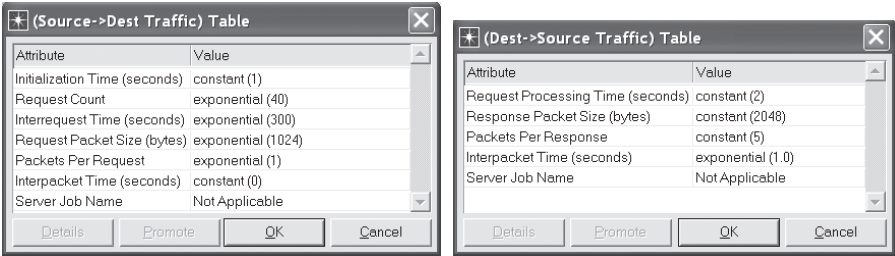 (Source->Dest Traffic) Table
Attribute Value
Initialization Time (seconds) constant (1)
Request Count exponential (40)
Interrequest Time (seconds) exponential (300)
Request Packet Size (bytes) exponential (1024)
Packets Per Request exponential (1)
Interpacket Time (seconds) constant (0)
Server Job Name Not Applicable
Details Promote OK Cancel
(Dest->Source Traffic) Table
Attribute Value
Request Processing Time (seconds) constant (2)
Response Packet Size (bytes) constant (2048)
Packets Per Response constant (5)
Interpacket Time (seconds) exponential (1.0)
Server Job Name Not Applicable
Details Promote OK Cancel